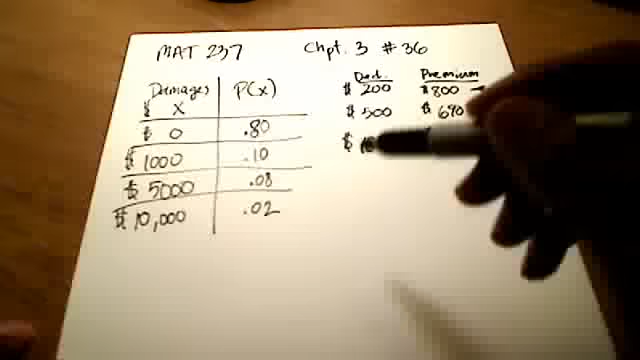 MAT 237 Chpt. 3 #36
Damages
$ X P(x)
$ 0 .80
$ 1000 .10
$ 5000 .08
$ 10,000 .02
Ded. Premium
$ 200 $ 800
$ 500 $ 690
$